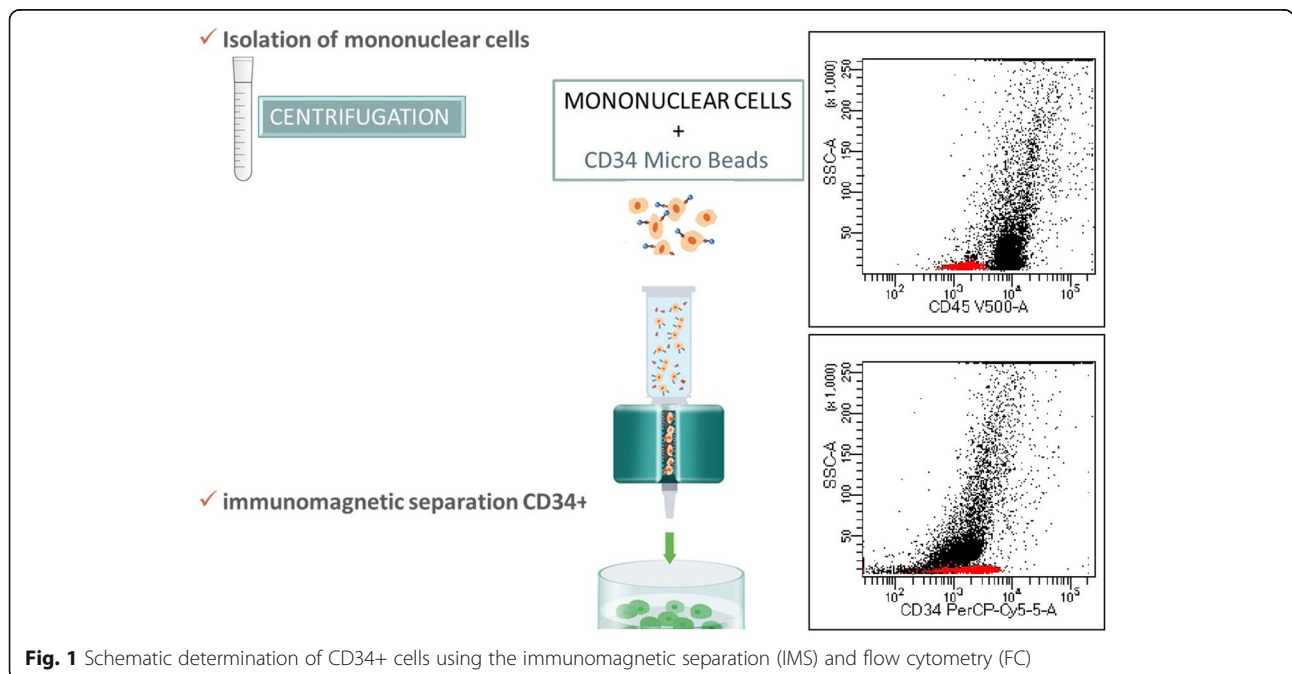 ✓ Isolation of mononuclear cells
CENTRIFUGATION
MONONUCLEAR CELLS
+
CD34 Micro Beads
✓ immunomagnetic separation CD34+
(x 1,000)
SSC-A
250
200
150
100
50
10² 10³ 10⁴ 10⁵
CD45 V500-A
(x 1,000)
SSC-A
250
200
150
100
50
10² 10³ 10⁴ 10⁵
CD34 PerCP-Cy5-5-A
Fig. 1 Schematic determination of CD34+ cells using the immunomagnetic separation (IMS) and flow cytometry (FC)